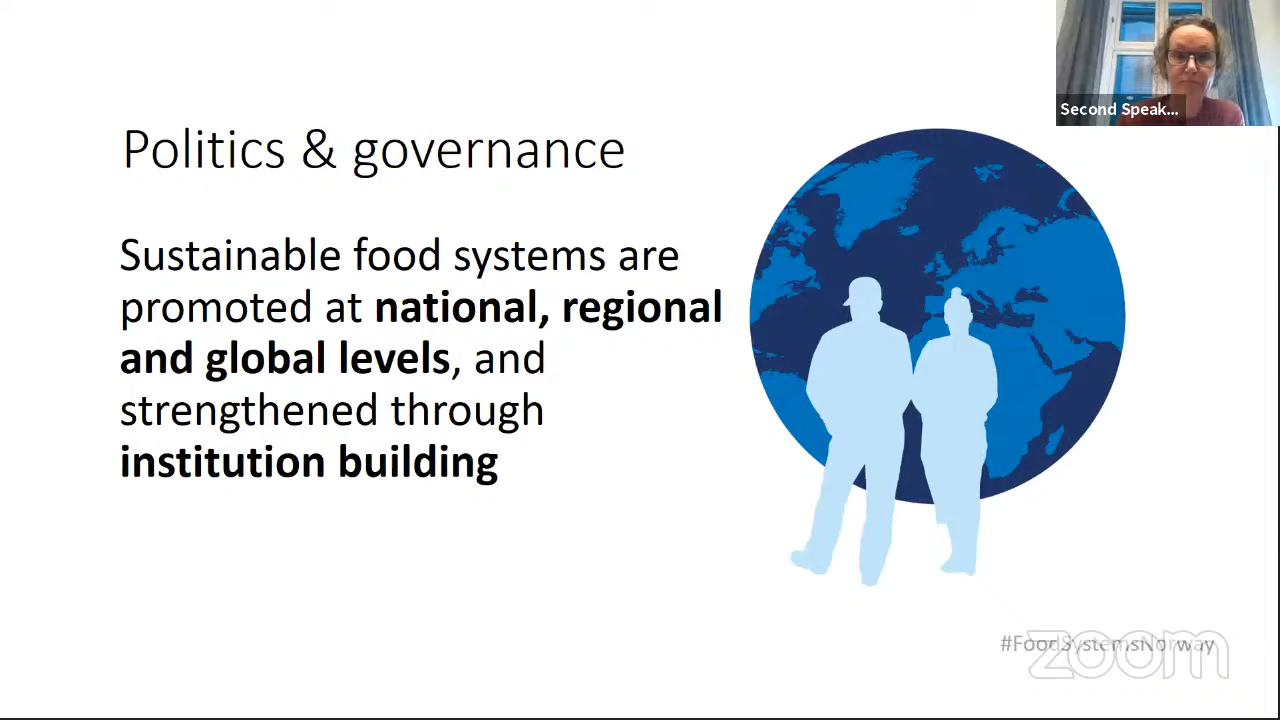 Second Speak...
Politics & governance
Sustainable food systems are
promoted at national, regional
and global levels, and
strengthened through
institution building
#FoodSystemsNorway
zoom